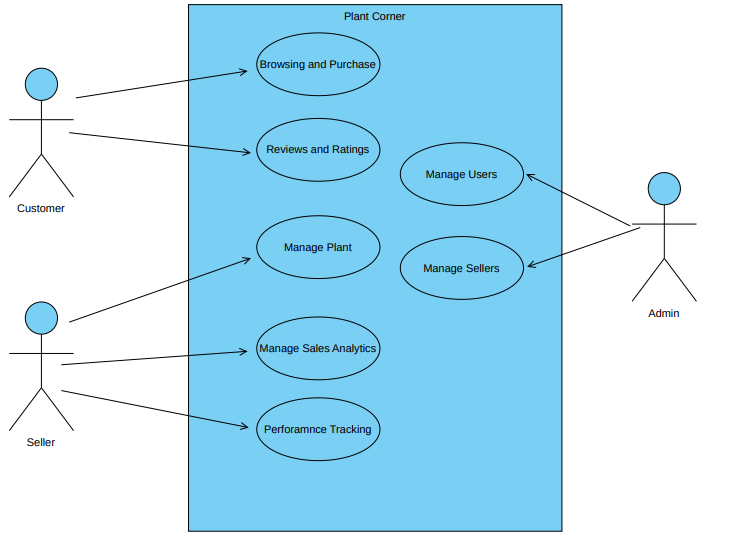 Plant Corner
Browsing and Purchase
Reviews and Ratings
Manage Users
Customer
Manage Plant
Manage Sellers
Admin
Manage Sales Analytics
Perforamnce Tracking
Seller